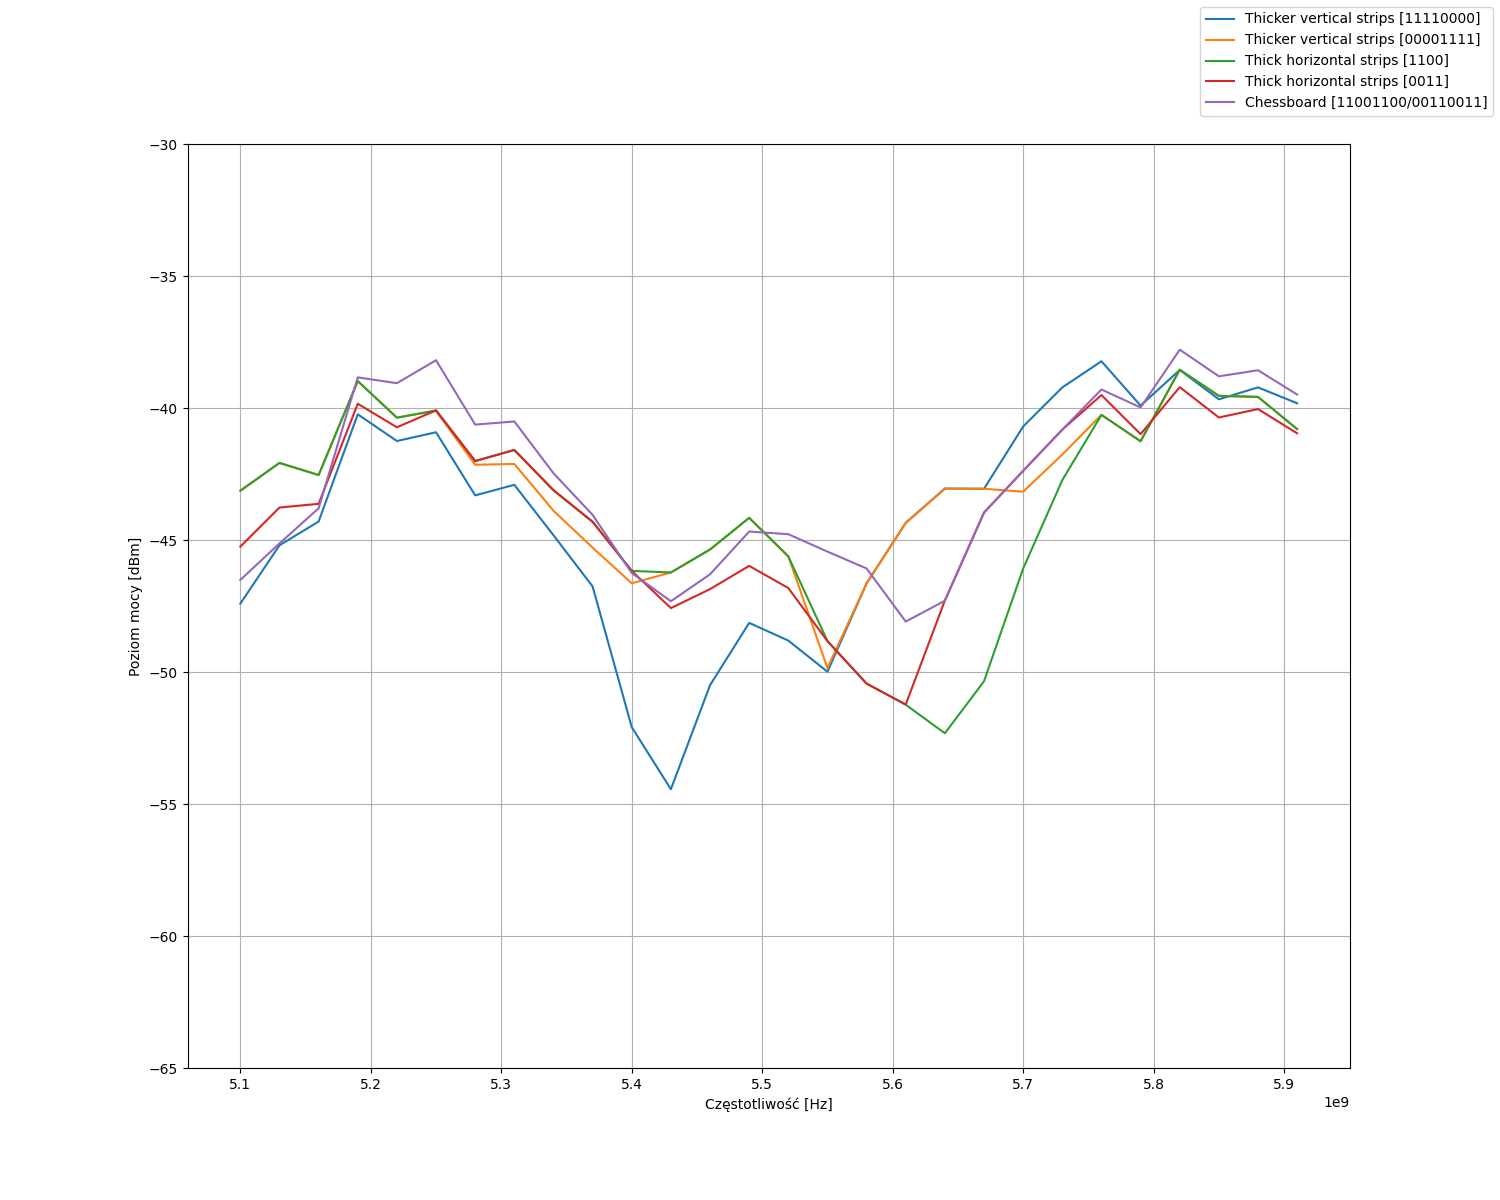 Thicker vertical strips [11110000]
Thicker vertical strips [00001111]
Thick horizontal strips [1100]
Thick horizontal strips [0011]
Chessboard [11001100/00110011]
−30
−35
−40
−45
−50
−55
−60
−65
Poziom mocy [dBm]
5.1 5.2 5.3 5.4 5.5 5.6 5.7 5.8 5.9
Częstotliwość [Hz]
1e9